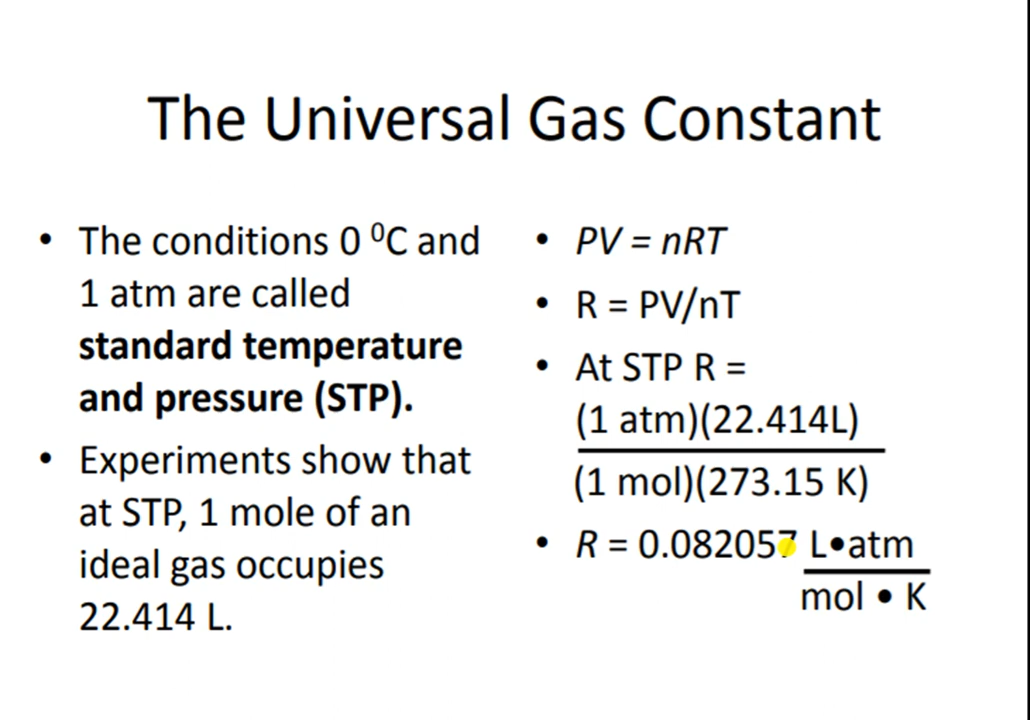 The Universal Gas Constant
• The conditions 0 ⁰C and
1 atm are called
standard temperature
and pressure (STP).
• Experiments show that
at STP, 1 mole of an
ideal gas occupies
22.414 L.
• PV = nRT
• R = PV/nT
• At STP R =
(1 atm)(22.414L)
(1 mol)(273.15 K)
• R = 0.082057 L•atm
mol • K